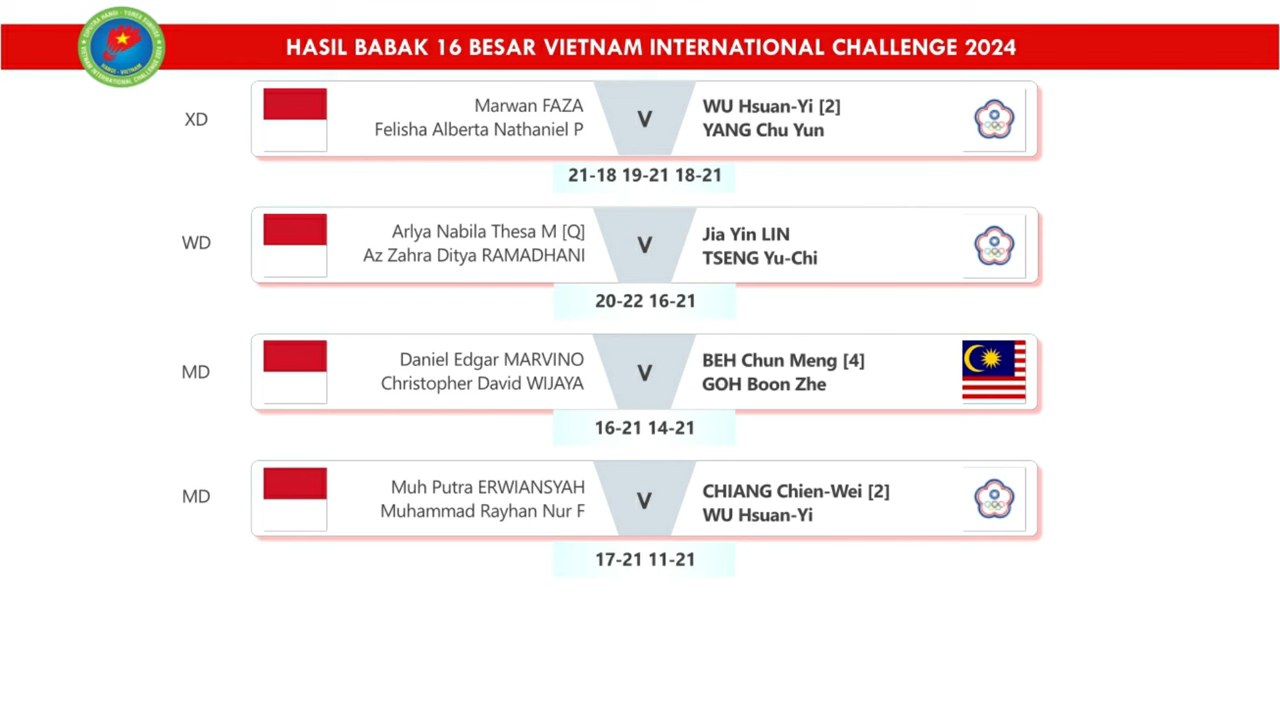 HASIL BABAK 16 BESAR VIETNAM INTERNATIONAL CHALLENGE 2024
XD
Marwan FAZA
Felisha Alberta Nathaniel P
V
WU Hsuan-Yi [2]
YANG Chu Yun
21-18 19-21 18-21
WD
Arlya Nabila Thesa M [Q]
Az Zahra Ditya RAMADHANI
V
Jia Yin LIN
TSENG Yu-Chi
20-22 16-21
MD
Daniel Edgar MARVINO
Christopher David WIJAYA
V
BEH Chun Meng [4]
GOH Boon Zhe
16-21 14-21
MD
Muh Putra ERWIANSYAH
Muhammad Rayhan Nur F
V
CHIANG Chien-Wei [2]
WU Hsuan-Yi
17-21 11-21